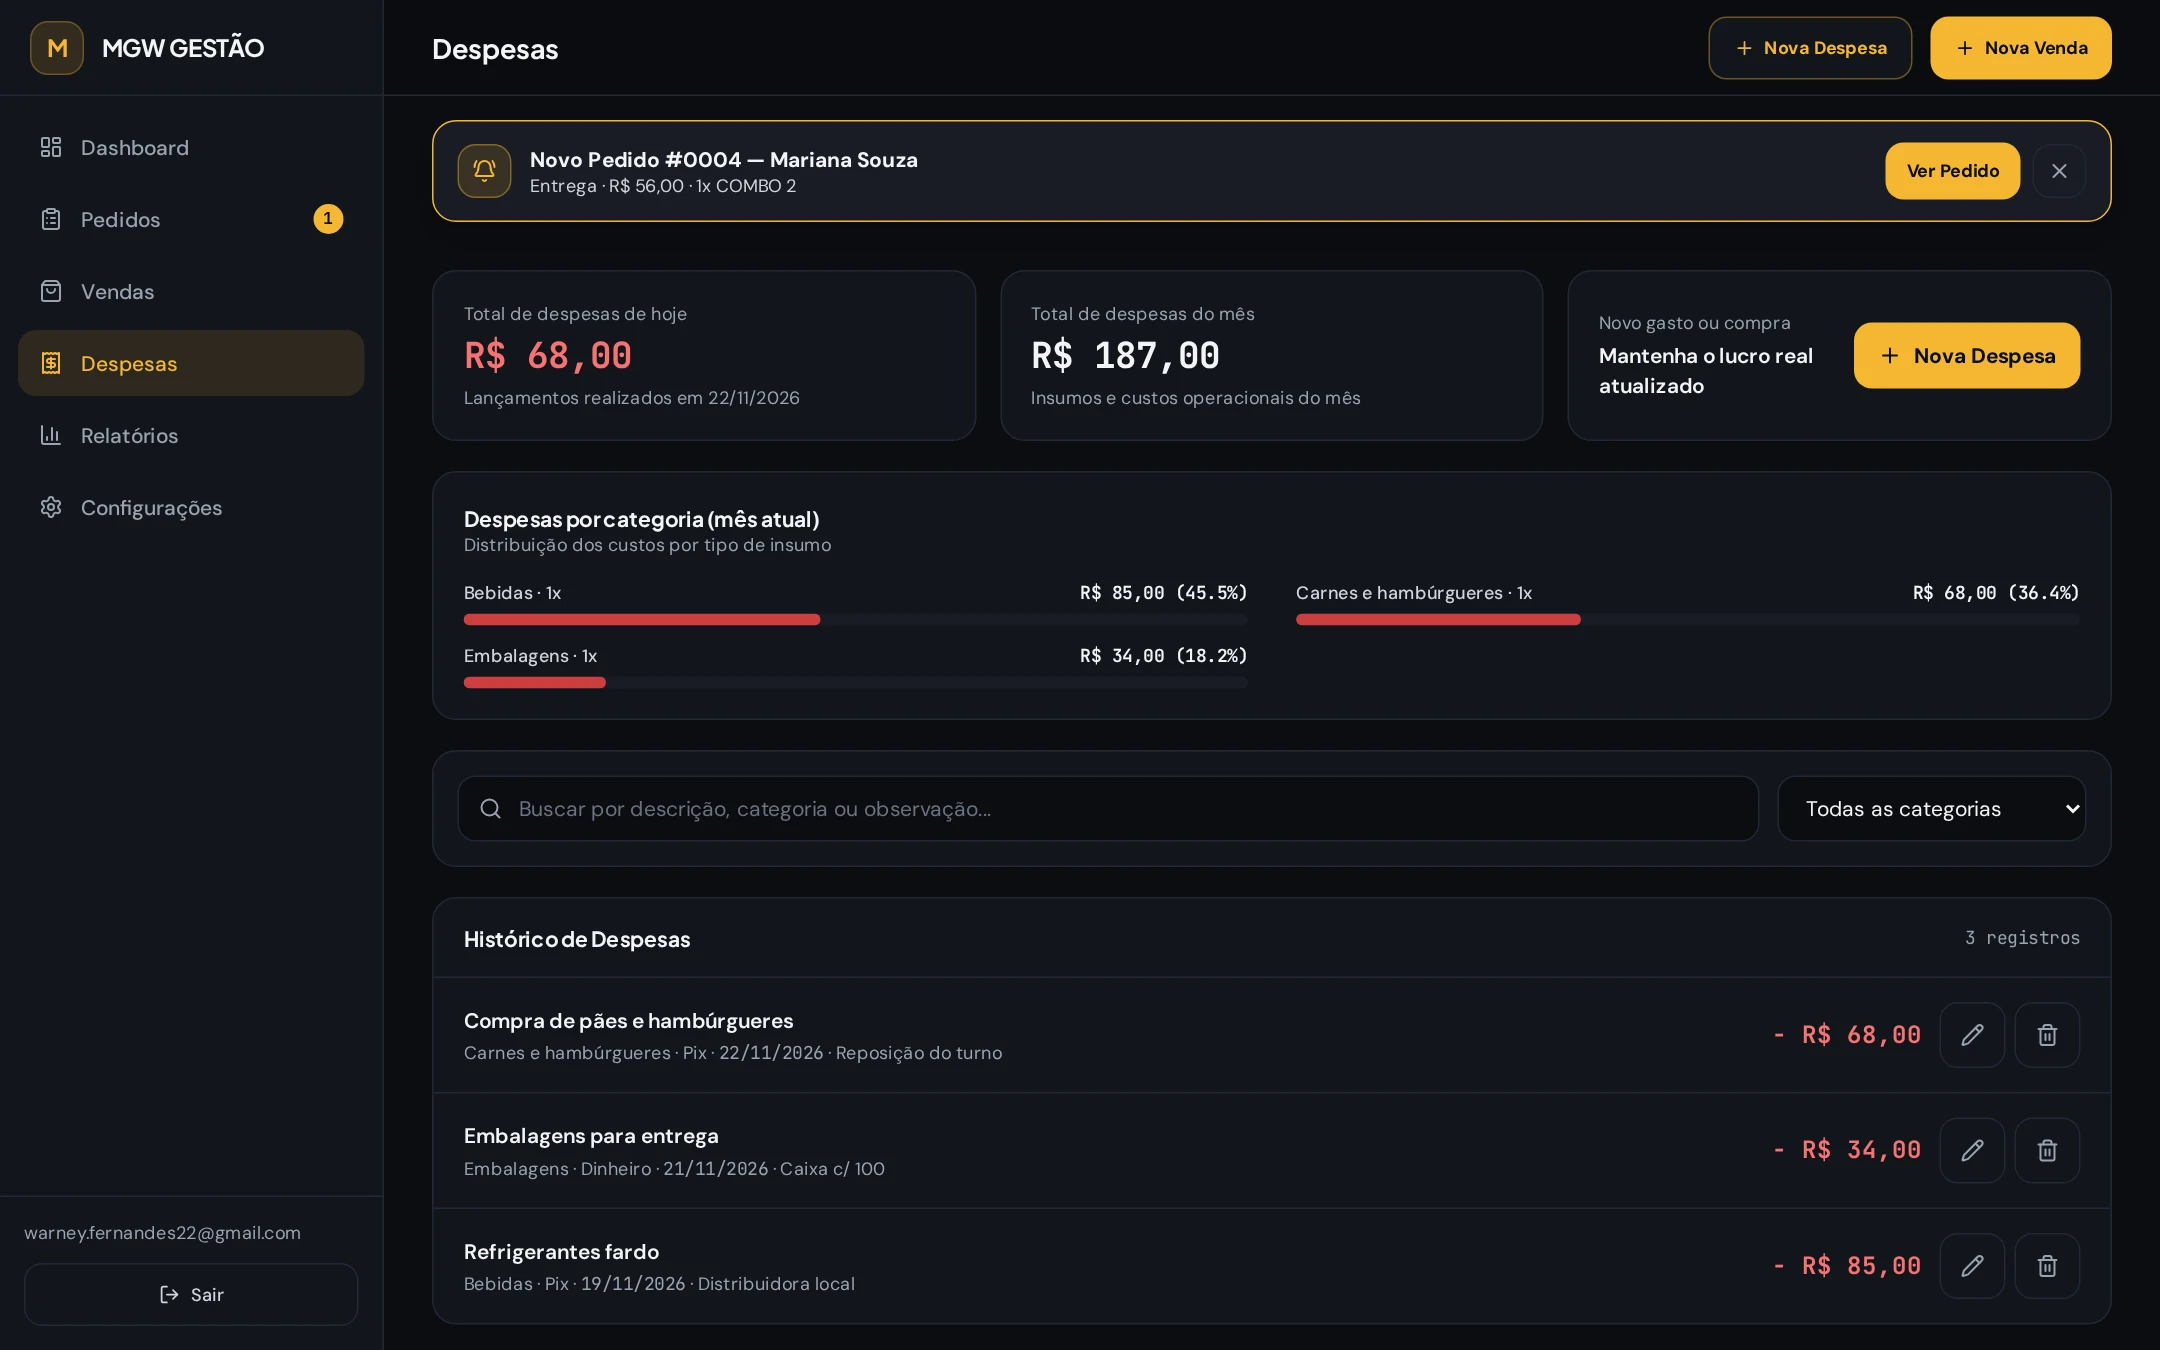 M
MGW GESTÃO
Dashboard
Pedidos
1
Vendas
Despesas
Relatórios
Configurações
warney.fernandes22@gmail.com
Sair
Despesas
+ Nova Despesa
+ Nova Venda
Novo Pedido #0004 — Mariana Souza
Entrega · R$ 56,00 · 1x COMBO 2
Ver Pedido
Total de despesas de hoje
R$ 68,00
Lançamentos realizados em 22/11/2026
Total de despesas do mês
R$ 187,00
Insumos e custos operacionais do mês
Novo gasto ou compra
Mantenha o lucro real
atualizado
+ Nova Despesa
Despesas por categoria (mês atual)
Distribuição dos custos por tipo de insumo
Bebidas · 1x R$ 85,00 (45.5%)
Carnes e hambúrgueres · 1x R$ 68,00 (36.4%)
Embalagens · 1x R$ 34,00 (18.2%)
Buscar por descrição, categoria ou observação...
Todas as categorias
Histórico de Despesas
3 registros
Compra de pães e hambúrgueres
Carnes e hambúrgueres · Pix · 22/11/2026 · Reposição do turno
- R$ 68,00
Embalagens para entrega
Embalagens · Dinheiro · 21/11/2026 · Caixa c/ 100
- R$ 34,00
Refrigerantes fardo
Bebidas · Pix · 19/11/2026 · Distribuidora local
- R$ 85,00